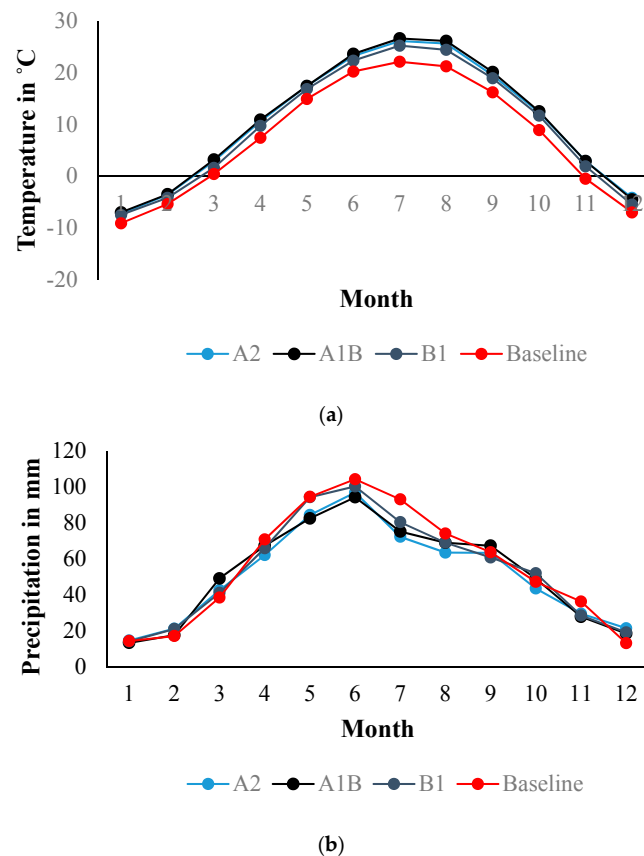 30
20
10
0
-10
-20
Temperature in ˚C
1 2 3 4 5 6 7 8 9 10 11 12
Month
A2 A1B B1 Baseline
(a)
120
100
80
60
40
20
0
Precipitation in mm
1 2 3 4 5 6 7 8 9 10 11 12
Month
A2 A1B B1 Baseline
(b)